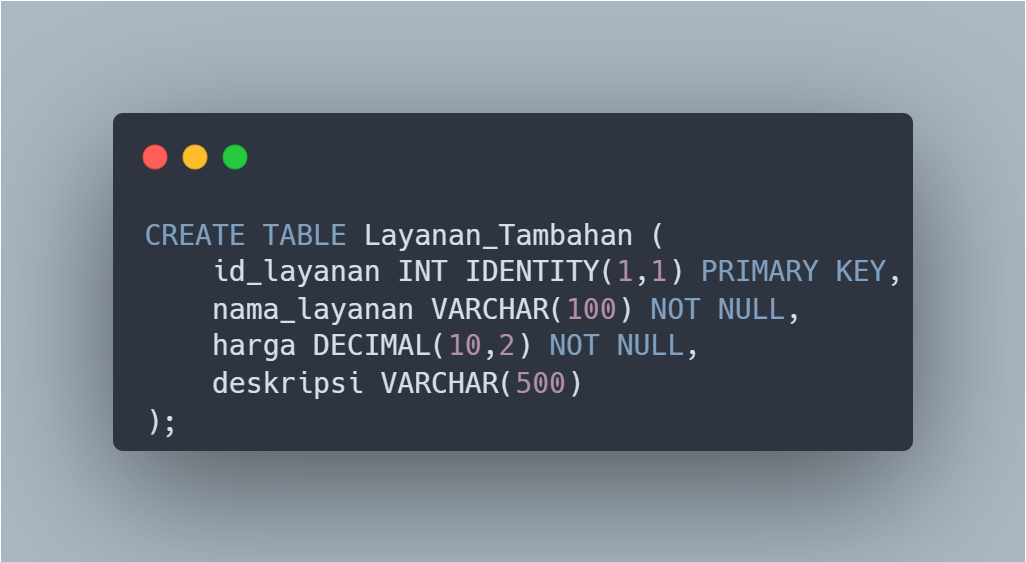 CREATE TABLE Layanan_Tambahan (
    id_layanan INT IDENTITY(1,1) PRIMARY KEY,
    nama_layanan VARCHAR(100) NOT NULL,
    harga DECIMAL(10,2) NOT NULL,
    deskripsi VARCHAR(500)
);